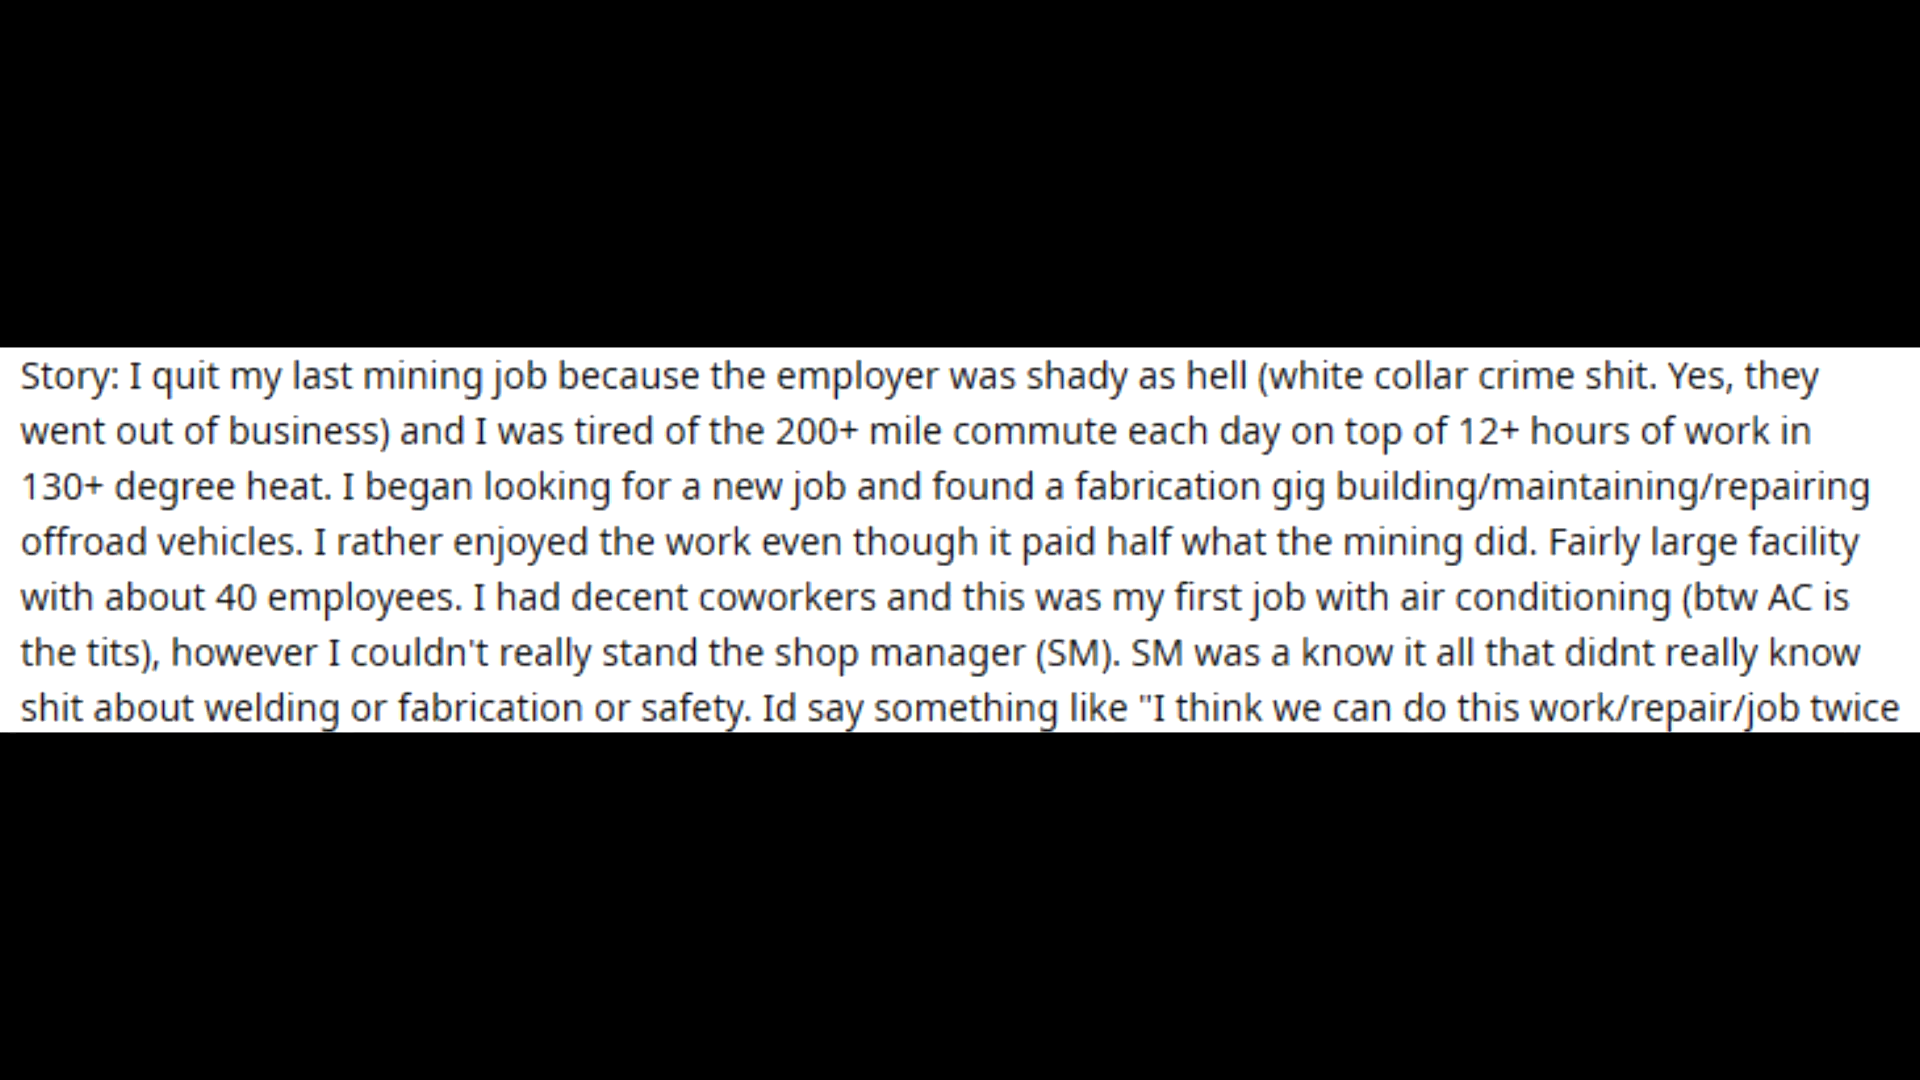 Story: I quit my last mining job because the employer was shady as hell (white collar crime shit. Yes, they
went out of business) and I was tired of the 200+ mile commute each day on top of 12+ hours of work in
130+ degree heat. I began looking for a new job and found a fabrication gig building/maintaining/repairing
offroad vehicles. I rather enjoyed the work even though it paid half what the mining did. Fairly large facility
with about 40 employees. I had decent coworkers and this was my first job with air conditioning (btw AC is
the tits), however I couldn't really stand the shop manager (SM). SM was a know it all that didnt really know
shit about welding or fabrication or safety. Id say something like "I think we can do this work/repair/job twice